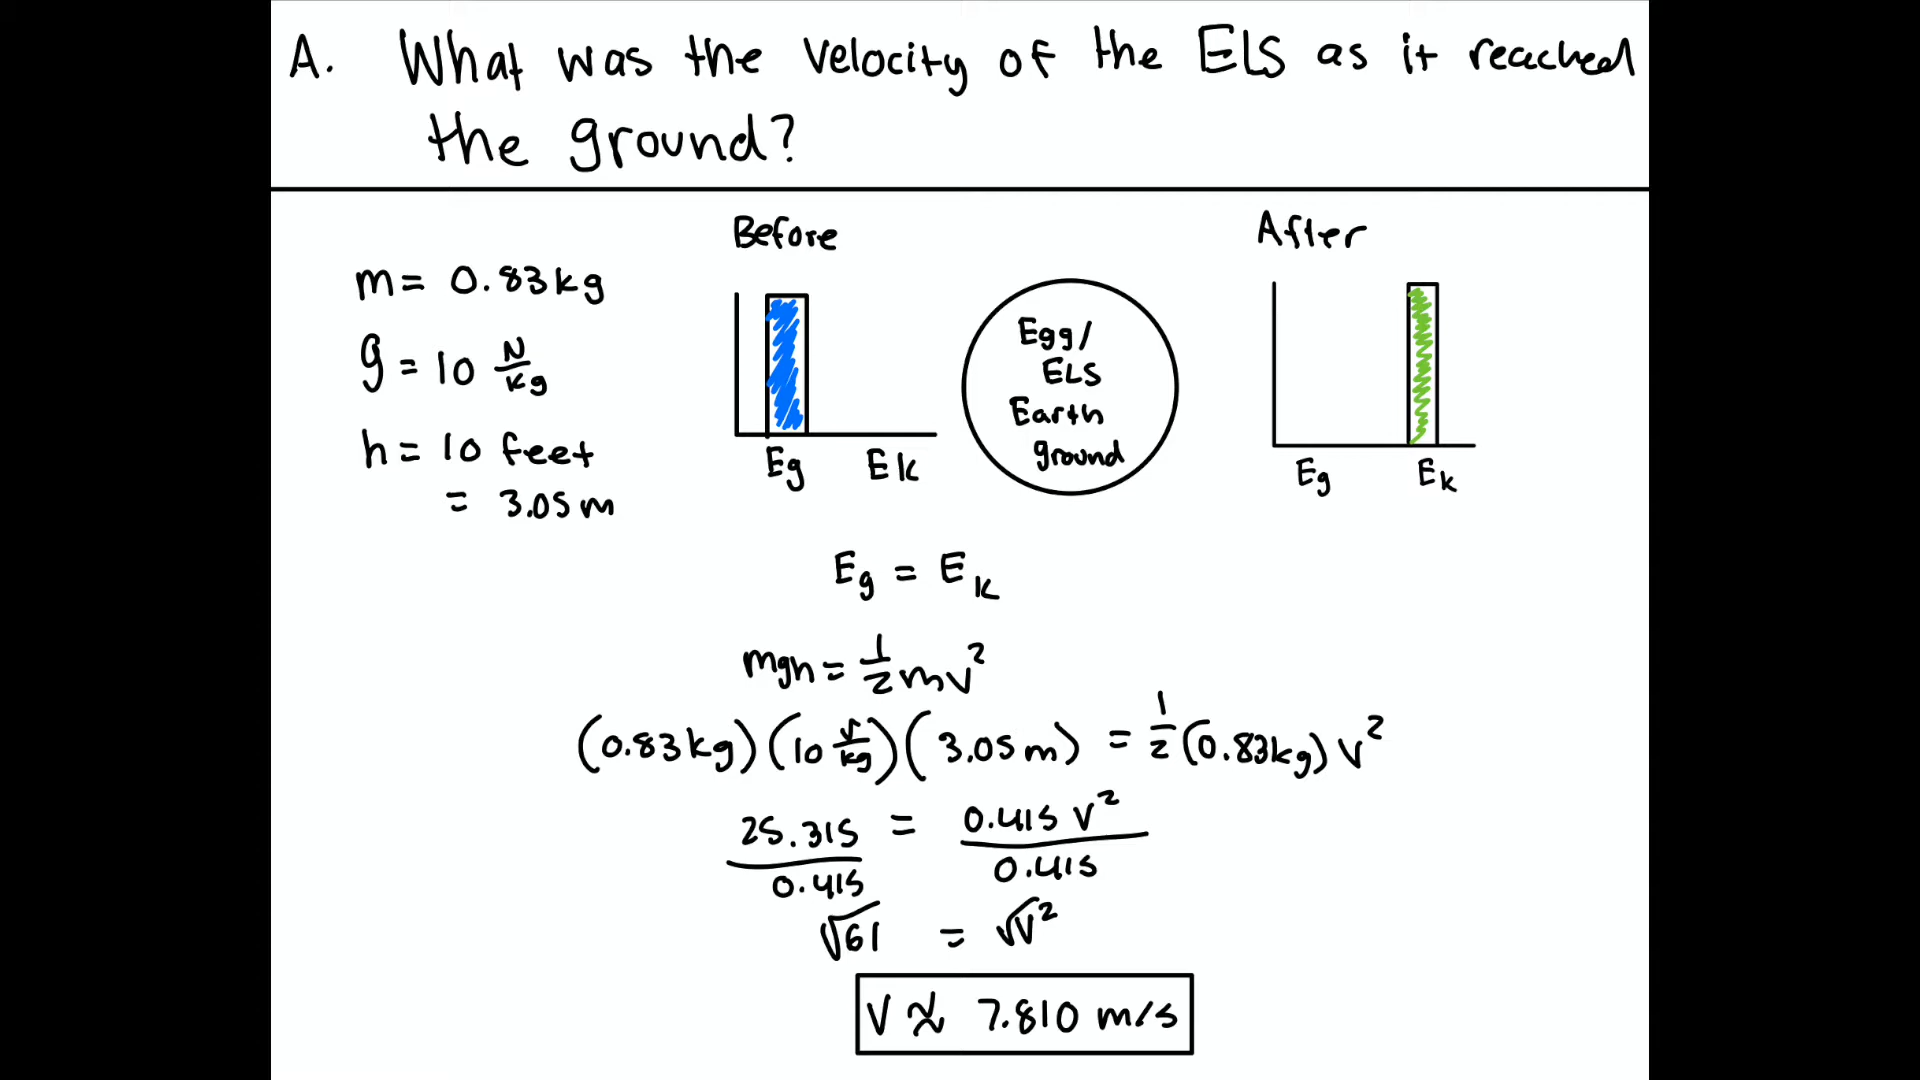 A. What was the velocity of the ELS as it reached
the ground?
Before
After
m = 0.83kg
g = 10 N/kg
h = 10 feet
= 3.05m
Eg Ek
Egg/
ELS
Earth
ground
Eg Ek
Eg = Ek
mgh = 1/2 mv²
(0.83kg)(10 N/kg)(3.05m) = 1/2 (0.83kg) v²
25.315 = 0.415 v²
0.415 0.415
√61 = √v²
V ≈ 7.810 m/s